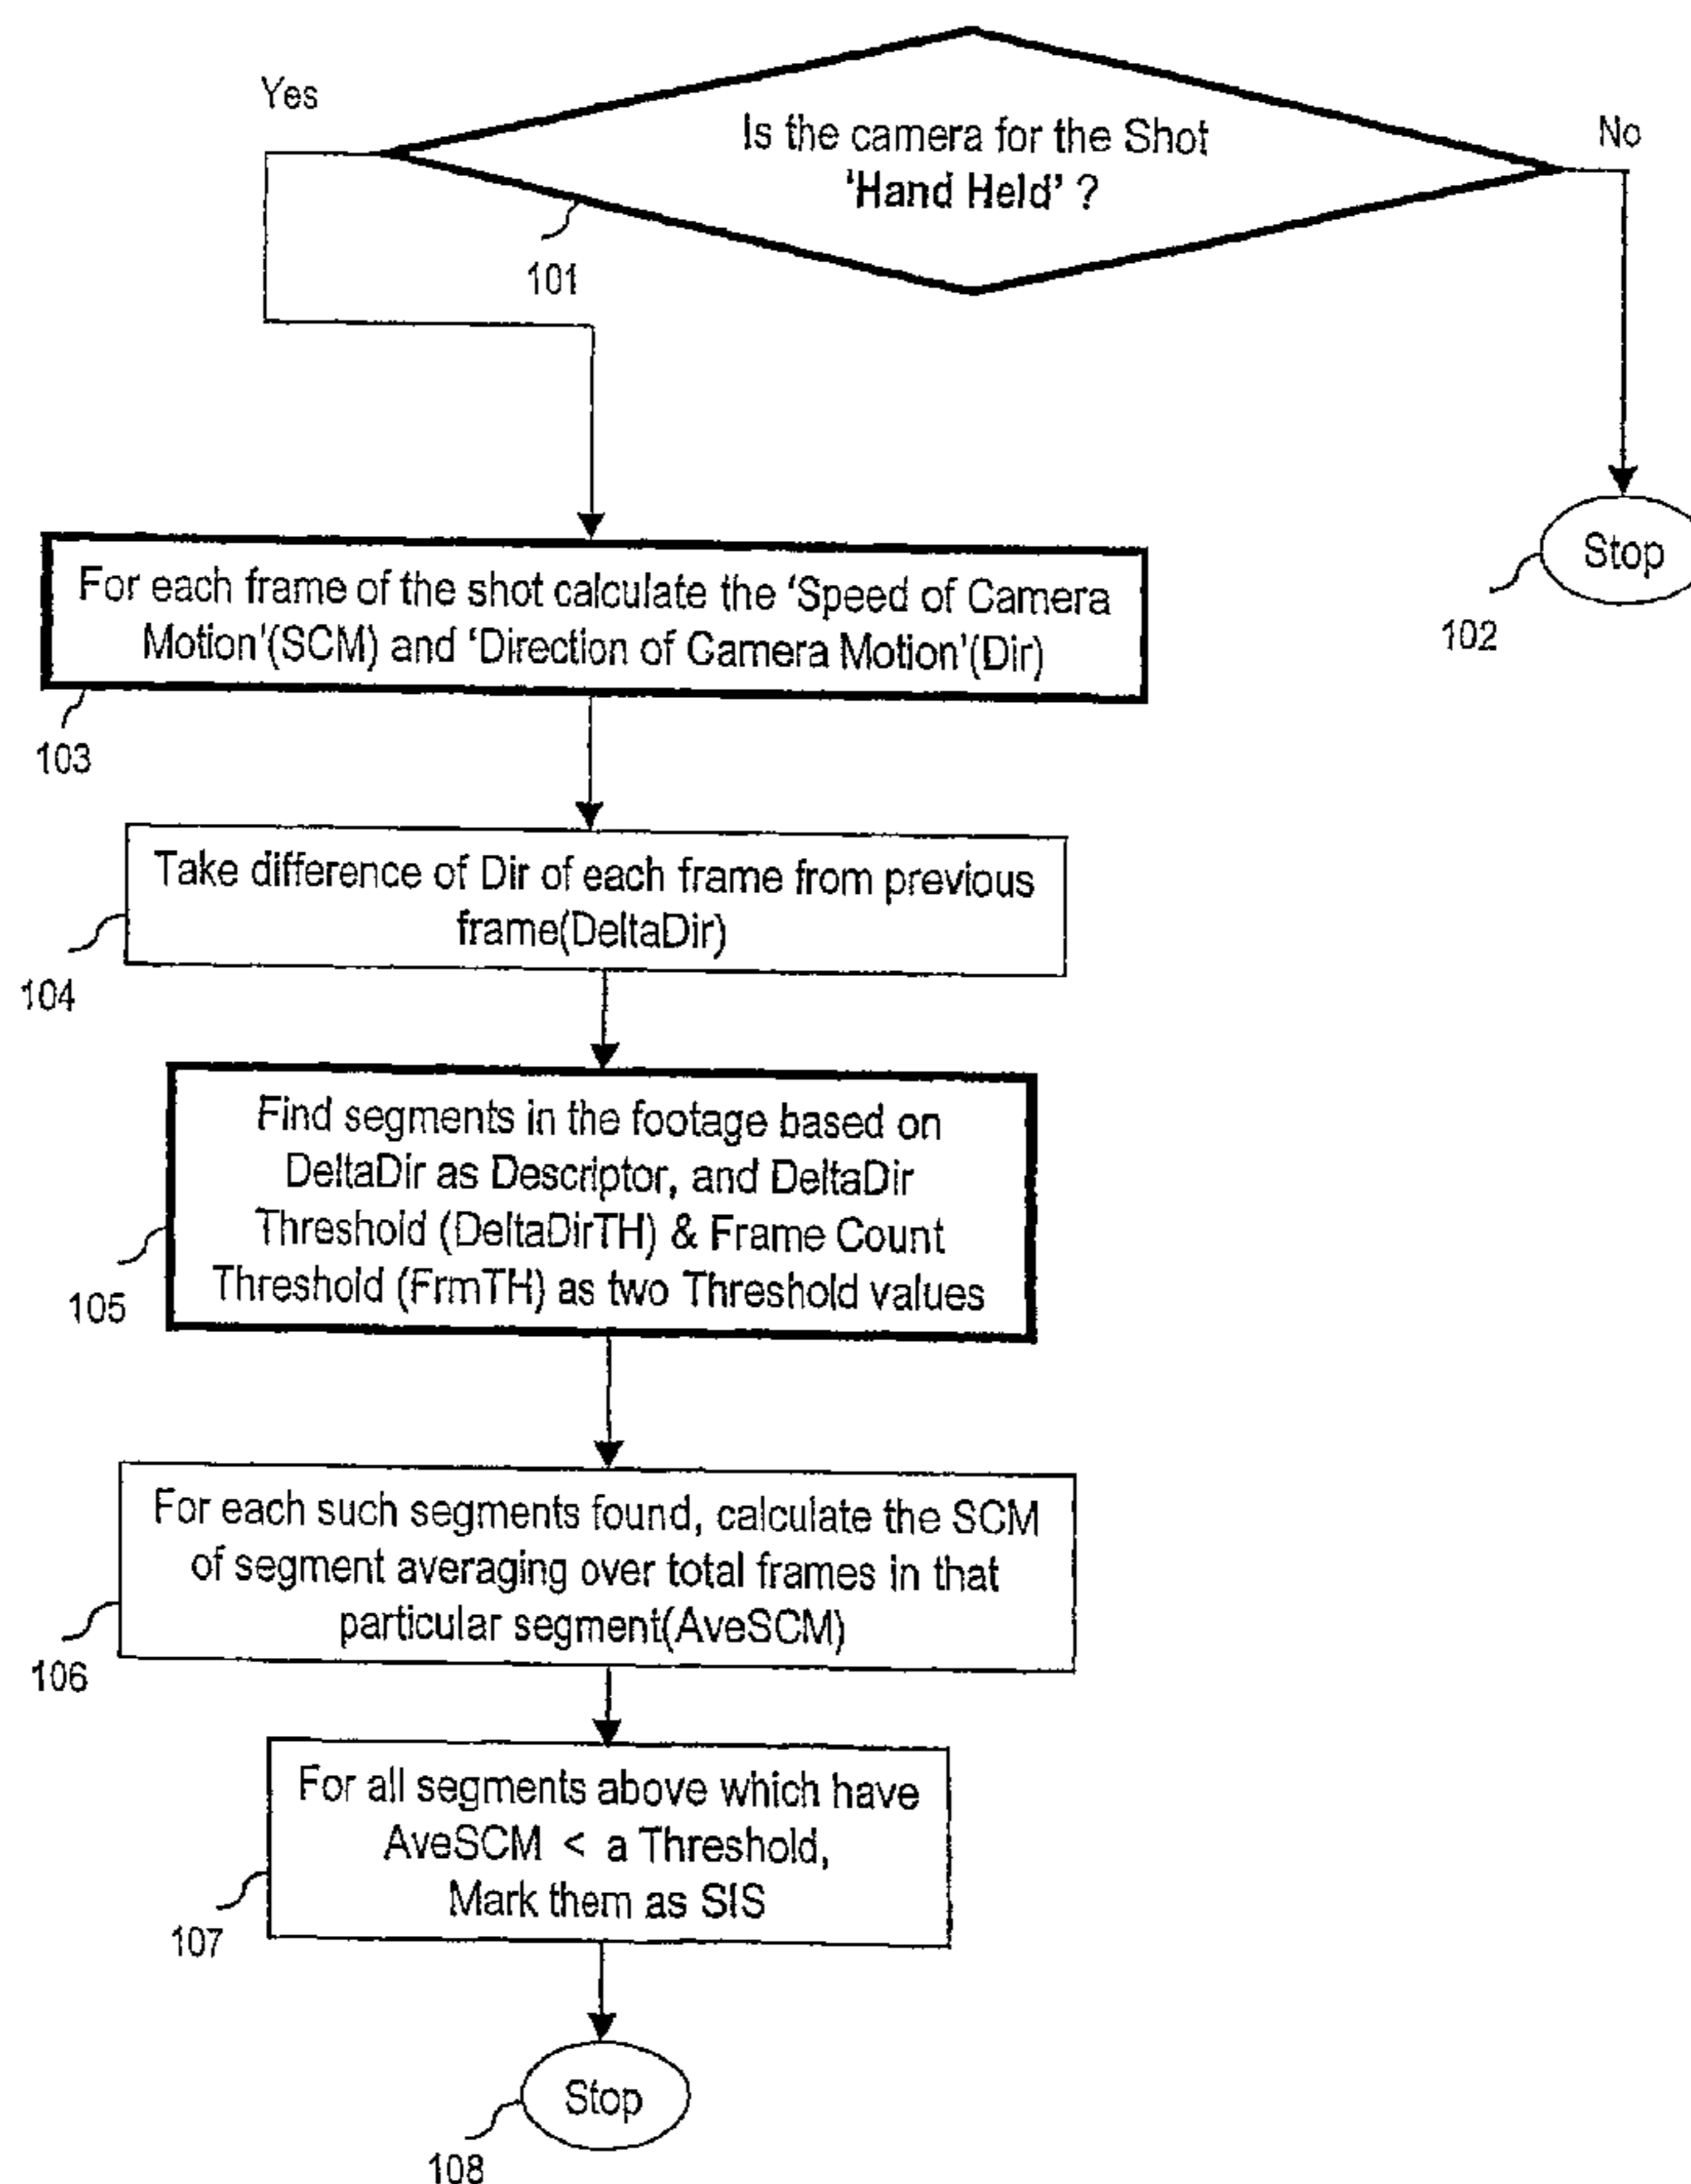 Yes
Is the camera for the Shot
'Hand Held' ?
No
101
Stop
102
For each frame of the shot calculate the 'Speed of Camera
Motion'(SCM) and 'Direction of Camera Motion'(Dir)
103
Take difference of Dir of each frame from previous
frame(DeltaDir)
104
Find segments in the footage based on
DeltaDir as Descriptor, and DeltaDir
Threshold (DeltaDirTH) & Frame Count
Threshold (FrmTH) as two Threshold values
105
For each such segments found, calculate the SCM
of segment averaging over total frames in that
particular segment(AveSCM)
106
For all segments above which have
AveSCM < a Threshold,
Mark them as SIS
107
Stop
108